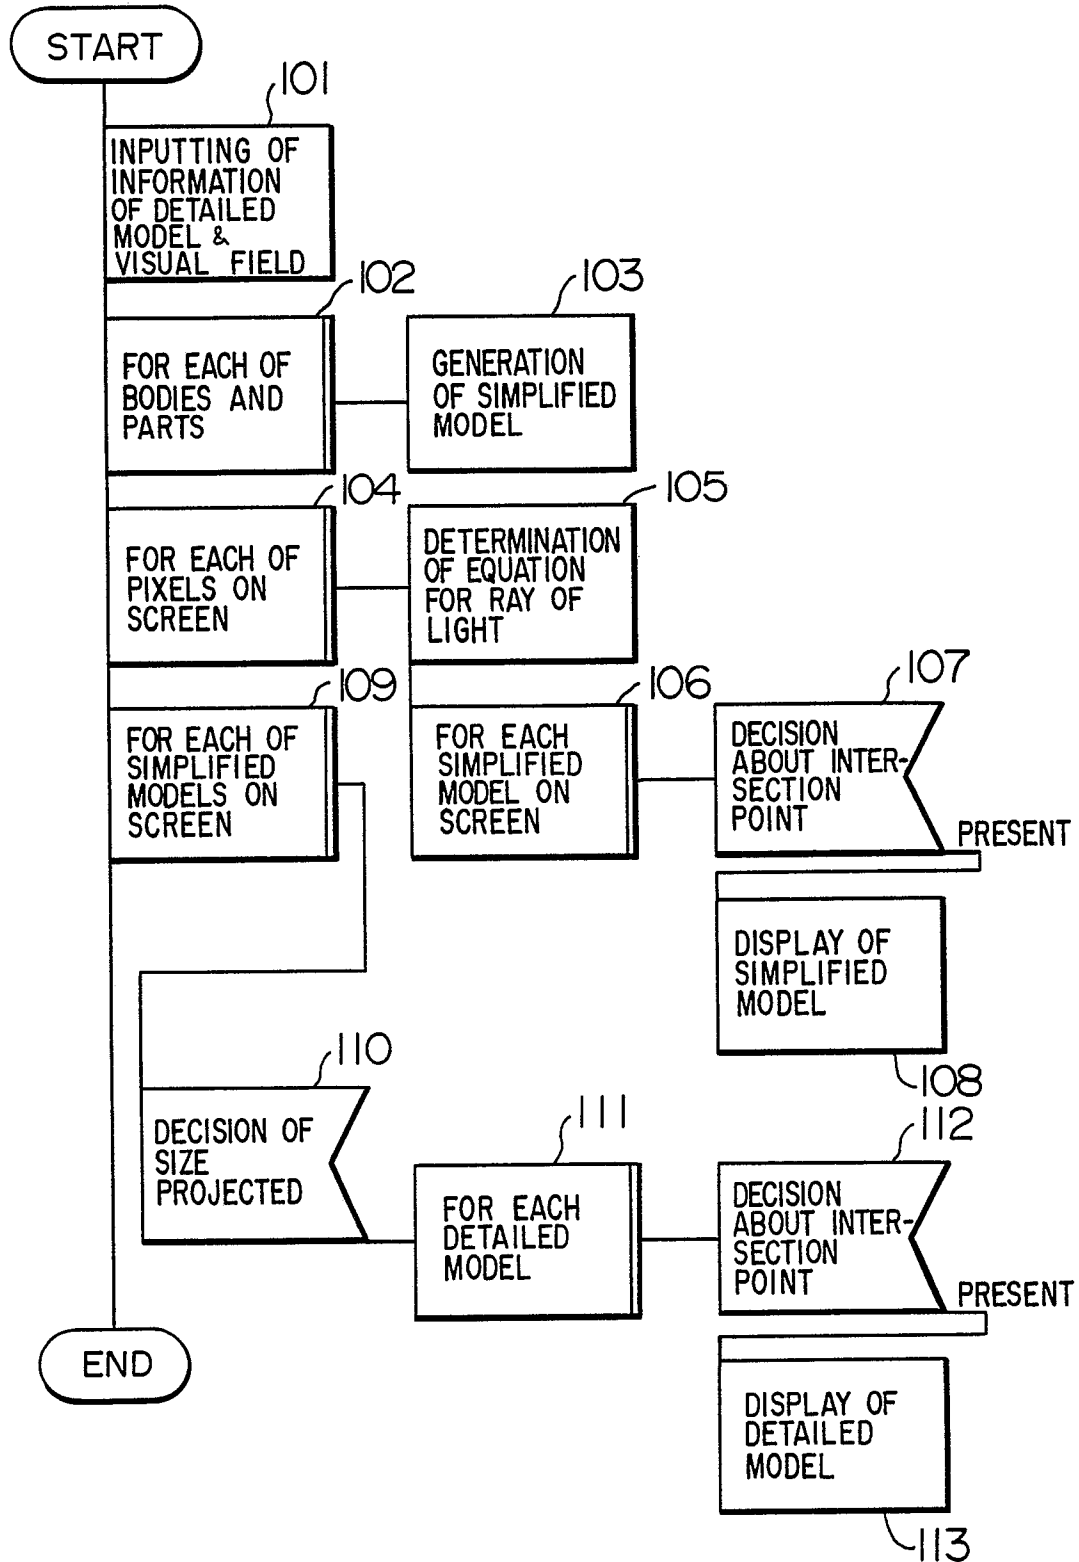 START
101
INPUTTING OF
INFORMATION
OF DETAILED
MODEL &
VISUAL FIELD
102
FOR EACH OF
BODIES AND
PARTS
103
GENERATION
OF SIMPLIFIED
MODEL
104
FOR EACH OF
PIXELS ON
SCREEN
105
DETERMINATION
OF EQUATION
FOR RAY OF
LIGHT
109
FOR EACH OF
SIMPLIFIED
MODELS ON
SCREEN
106
FOR EACH
SIMPLIFIED
MODEL ON
SCREEN
107
DECISION
ABOUT INTER-
SECTION
POINT
PRESENT
DISPLAY OF
SIMPLIFIED
MODEL
108
110
DECISION OF
SIZE
PROJECTED
111
FOR EACH
DETAILED
MODEL
112
DECISION
ABOUT INTER-
SECTION
POINT
PRESENT
DISPLAY OF
DETAILED
MODEL
113
END